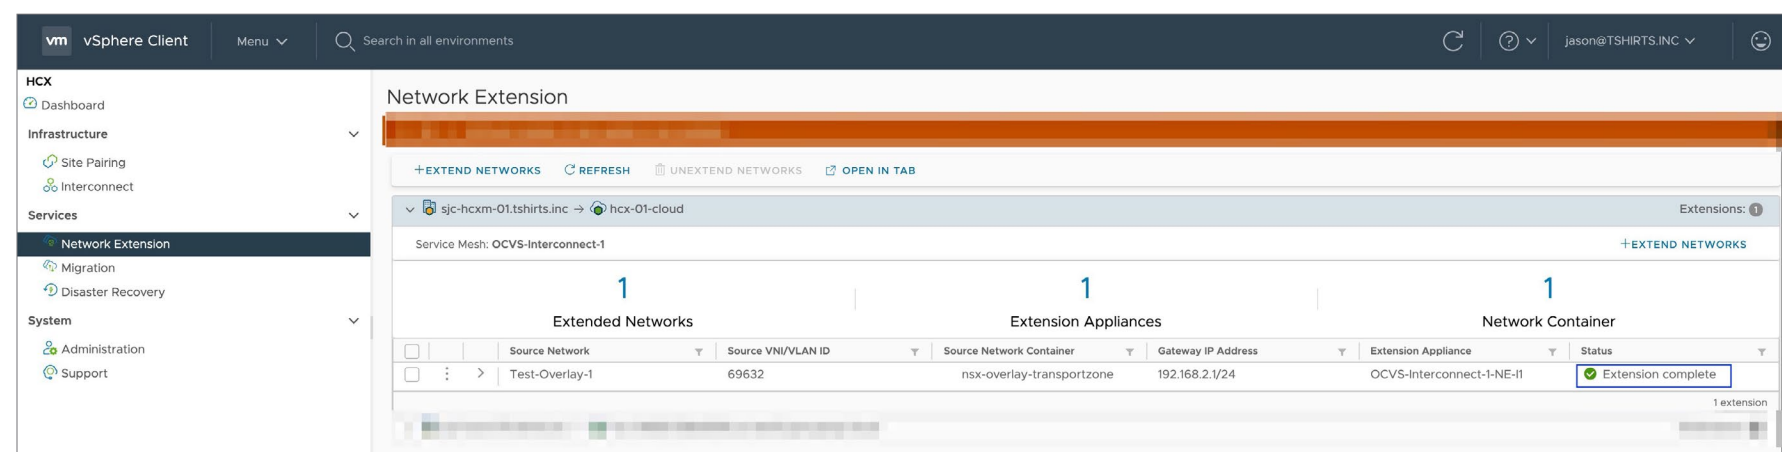 vm vSphere Client Menu Search in all environments jason@TSHIRTS.INC
HCX
Dashboard
Infrastructure
Site Pairing
Interconnect
Services
Network Extension
Migration
Disaster Recovery
System
Administration
Support
Network Extension
+EXTEND NETWORKS REFRESH UNEXTEND NETWORKS OPEN IN TAB
sjc-hcxm-01.tshirts.inc → hcx-01-cloud Extensions: 1
Service Mesh: OCVS-Interconnect-1 +EXTEND NETWORKS
1 1 1
Extended Networks Extension Appliances Network Container
Source Network Source VNI/VLAN ID Source Network Container Gateway IP Address Extension Appliance Status
Test-Overlay-1 69632 nsx-overlay-transportzone 192.168.2.1/24 OCVS-Interconnect-1-NE-I1 Extension complete
1 extension